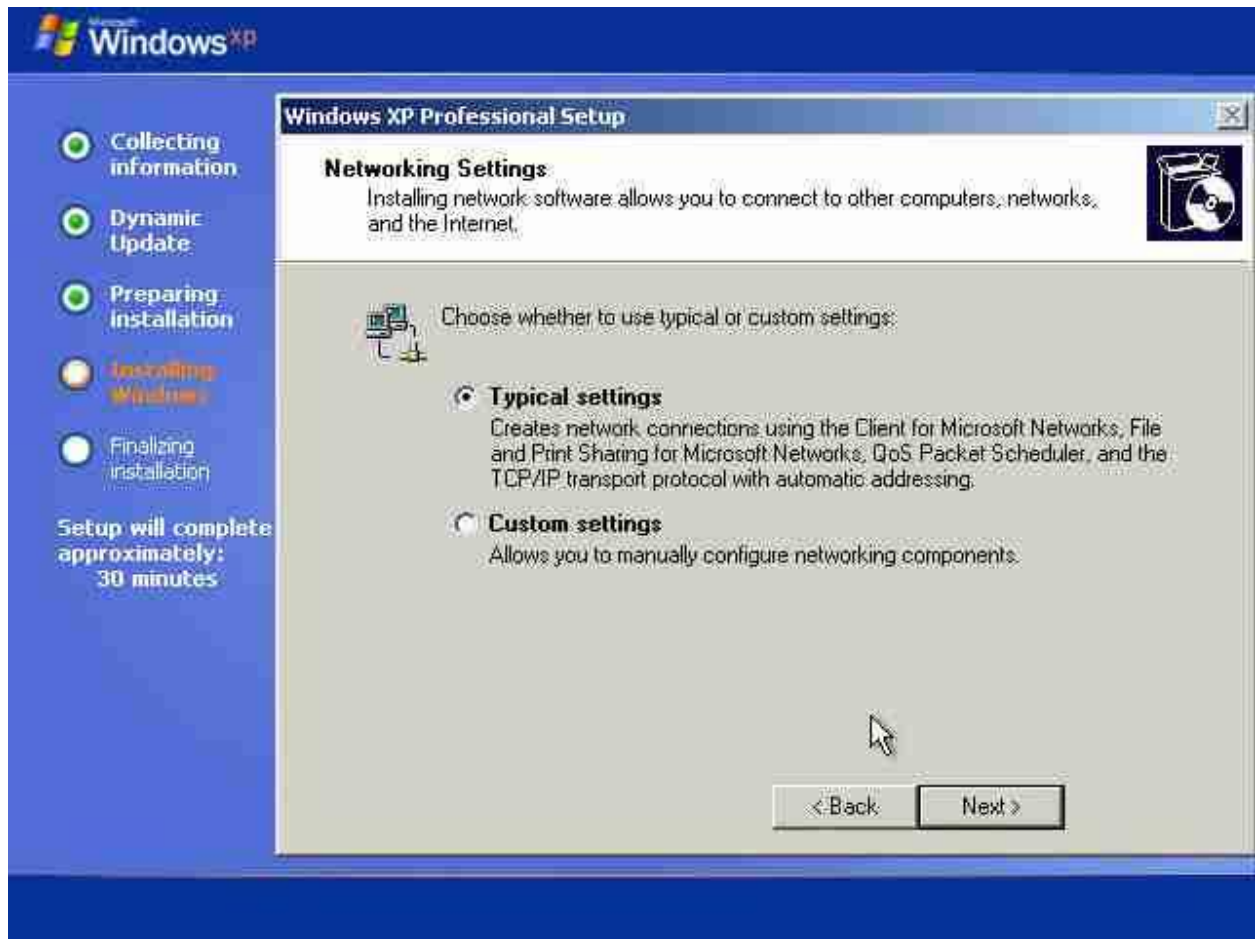 Microsoft
Windows xp
Collecting
information
Dynamic
Update
Preparing
installation
Installing
Windows
Finalizing
installation
Setup will complete
approximately:
30 minutes
Windows XP Professional Setup
Networking Settings
Installing network software allows you to connect to other computers, networks,
and the Internet.
Choose whether to use typical or custom settings:
Typical settings
Creates network connections using the Client for Microsoft Networks, File
and Print Sharing for Microsoft Networks, QoS Packet Scheduler, and the
TCP/IP transport protocol with automatic addressing.
Custom settings
Allows you to manually configure networking components.
< Back
Next >